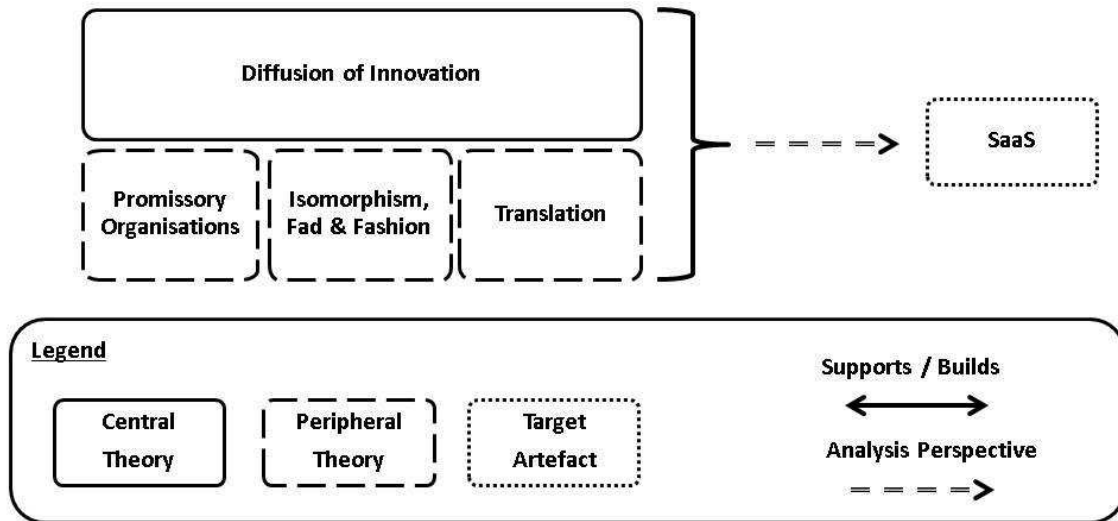 Diffusion of Innovation
SaaS
Promissory
Organisations
Isomorphism,
Fad & Fashion
Translation
Legend
Central
Theory
Peripheral
Theory
Target
Artefact
Supports / Builds
Analysis Perspective